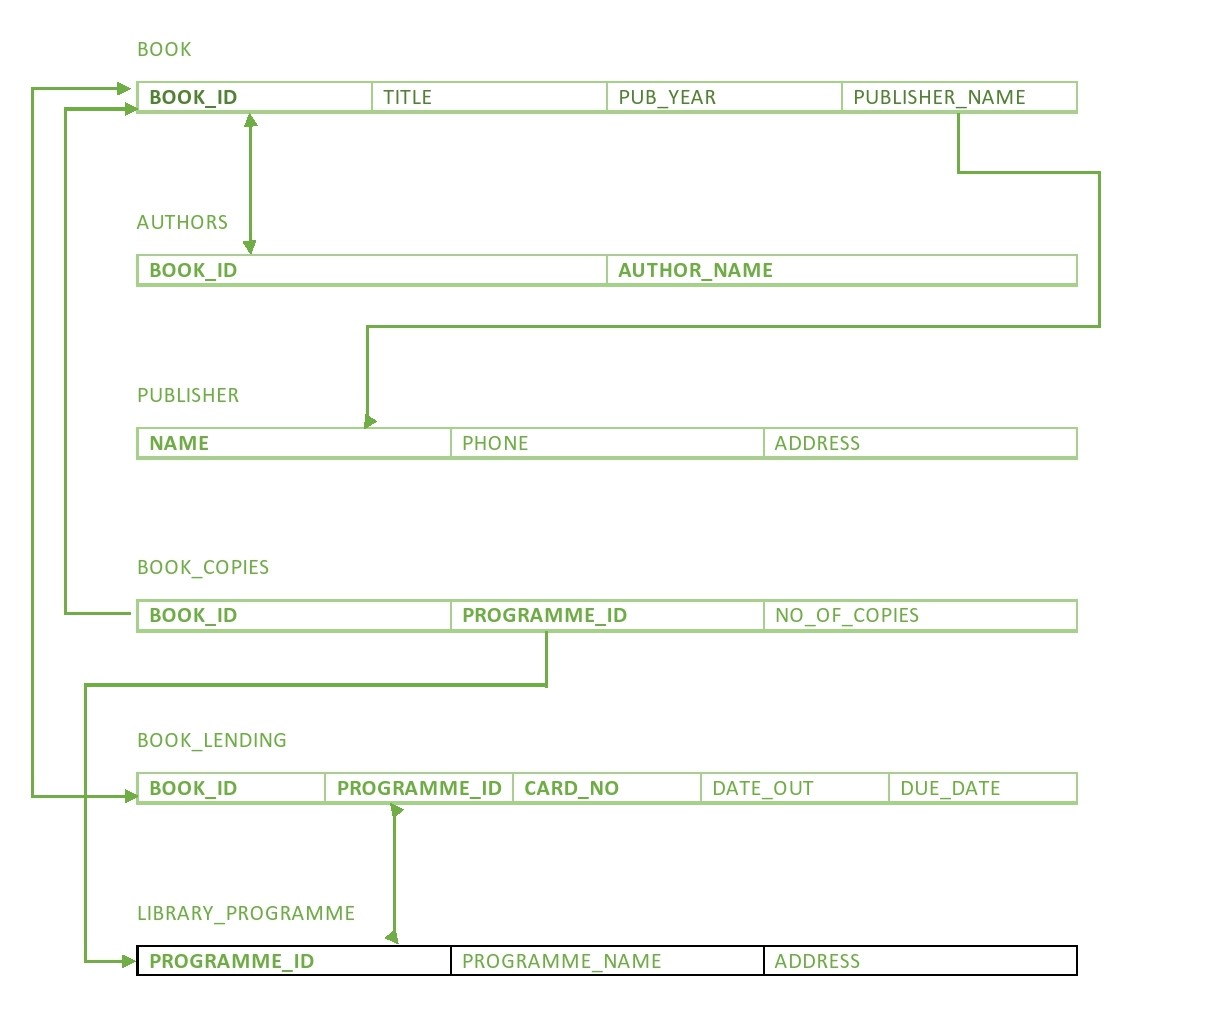 BOOK
BOOK_ID TITLE PUB_YEAR PUBLISHER_NAME
AUTHORS
BOOK_ID AUTHOR_NAME
PUBLISHER
NAME PHONE ADDRESS
BOOK_COPIES
BOOK_ID PROGRAMME_ID NO_OF_COPIES
BOOK_LENDING
BOOK_ID PROGRAMME_ID CARD_NO DATE_OUT DUE_DATE
LIBRARY_PROGRAMME
PROGRAMME_ID PROGRAMME_NAME ADDRESS